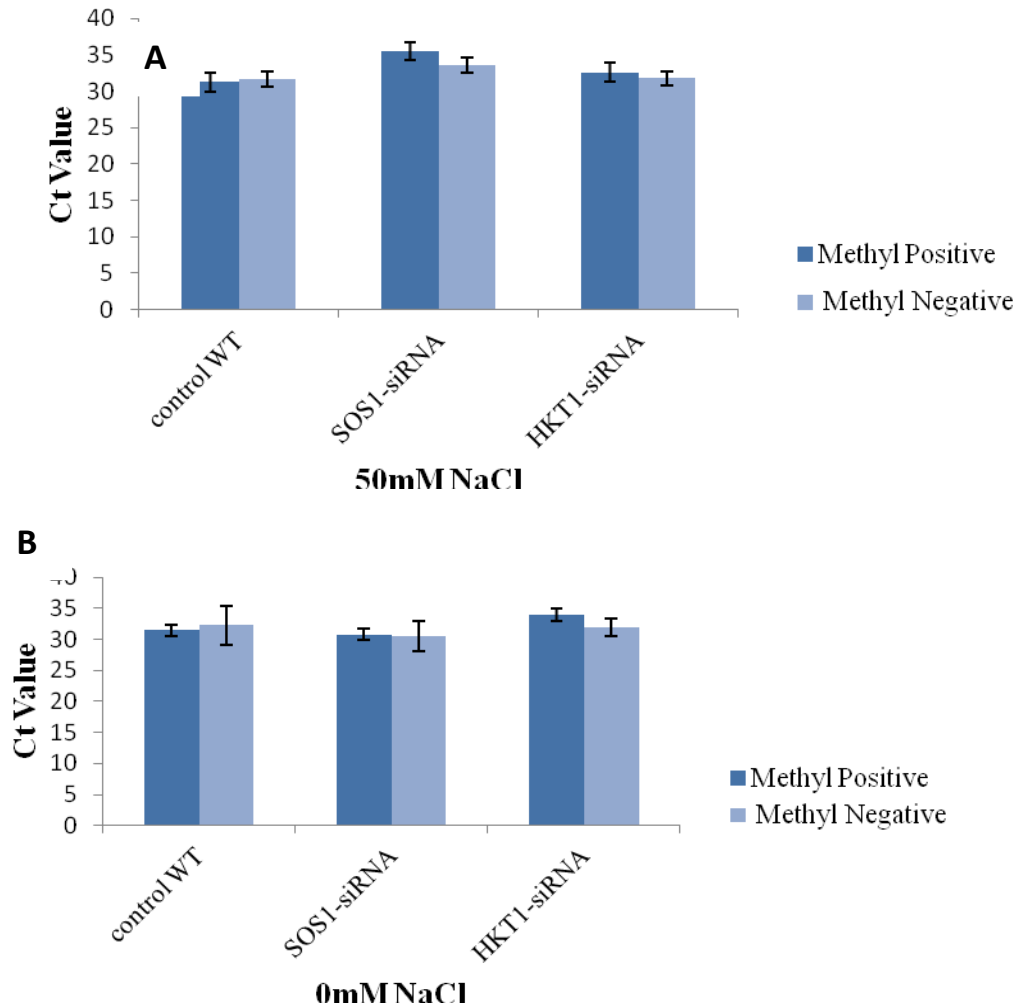 A
40
35
30
25
20
15
10
5
0
Ct Value
Methyl Positive
Methyl Negative
control WT
SOS1-siRNA
HKT1-siRNA
50mM NaCl
B
40
35
30
25
20
15
10
5
0
Ct Value
Methyl Positive
Methyl Negative
control WT
SOS1-siRNA
HKT1-siRNA
0mM NaCl